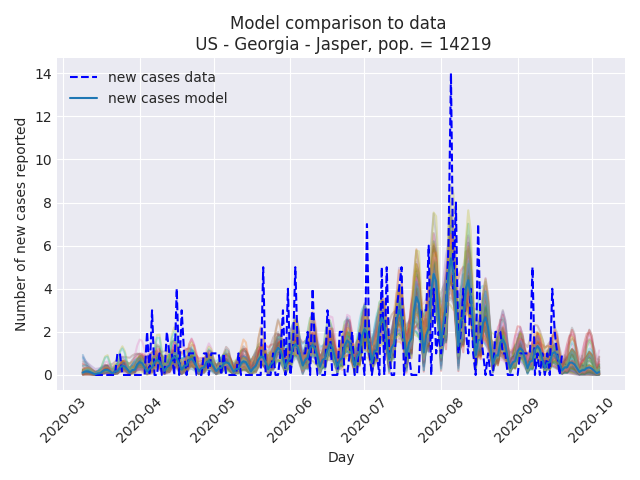 Model comparison to data
US - Georgia - Jasper, pop. = 14219
new cases data
new cases model
Number of new cases reported
14
12
10
8
6
4
2
0
2020-03
2020-04
2020-05
2020-06
2020-07
2020-08
2020-09
2020-10
Day